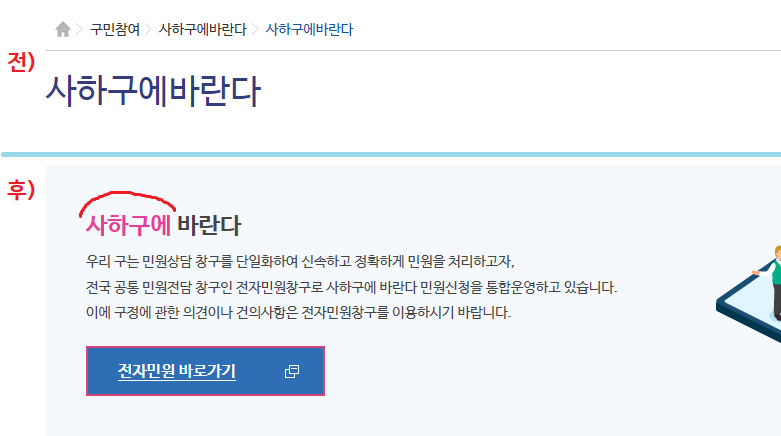 구민참여 사하구에바란다 사하구에바란다
전)
사하구에바란다
후)
사하구에 바란다
우리 구는 민원상담 창구를 단일화하여 신속하고 정확하게 민원을 처리하고자,
전국 공통 민원전담 창구인 전자민원창구로 사하구에 바란다 민원신청을 통합운영하고 있습니다.
이에 구정에 관한 의견이나 건의사항은 전자민원창구를 이용하시기 바랍니다.
전자민원 바로가기